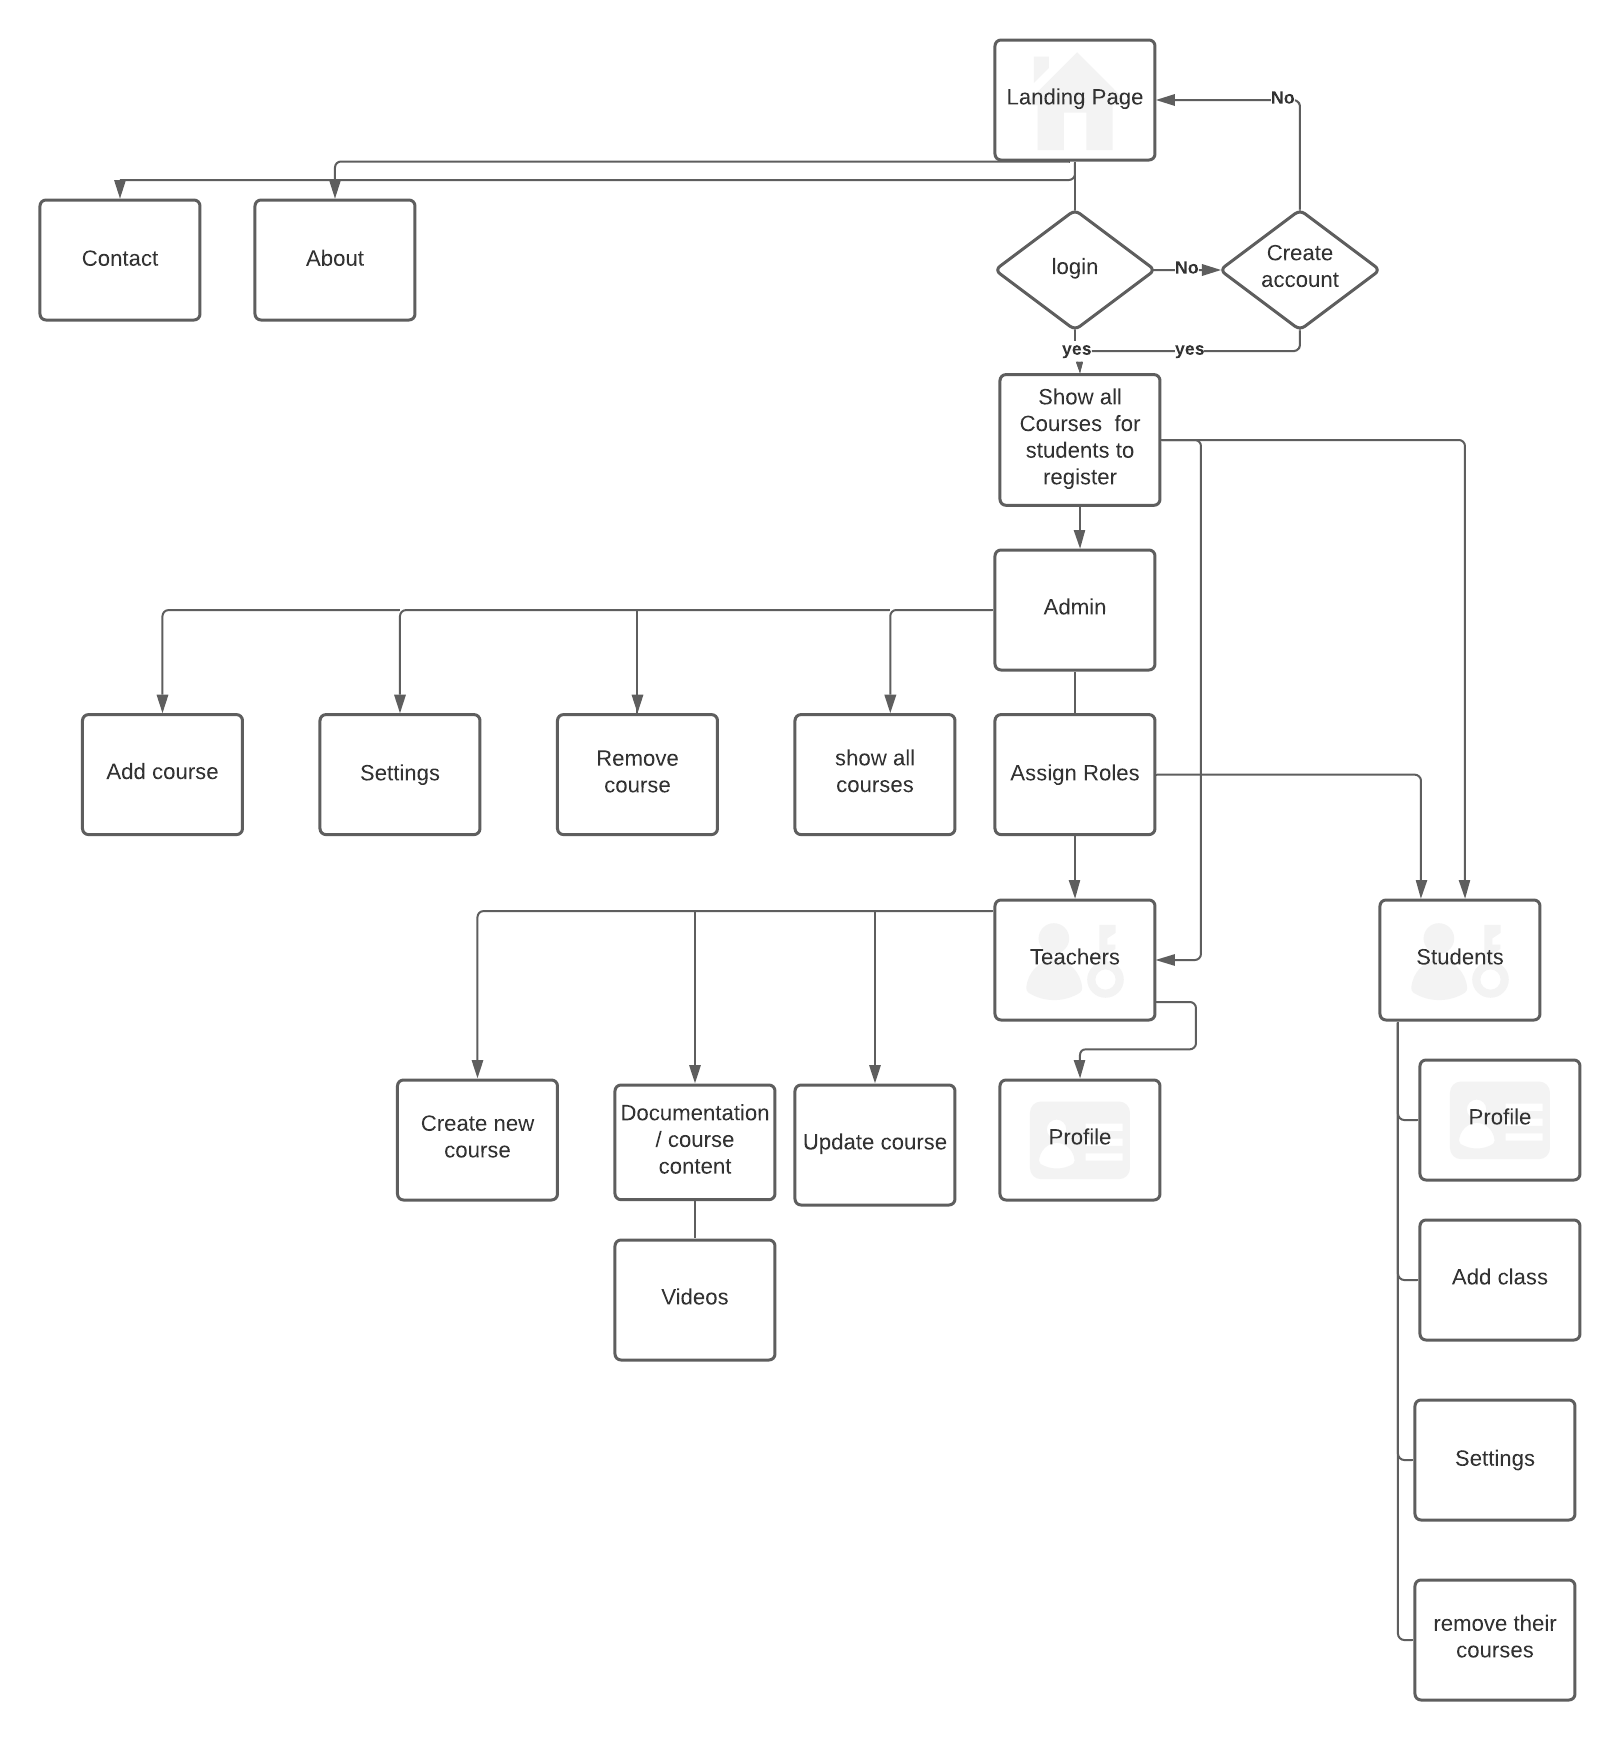 Landing Page
No
Contact
About
login
No
Create
account
yes
yes
Show all
Courses  for
students to
register
Admin
Add course
Settings
Remove
course
show all
courses
Assign Roles
Teachers
Students
Create new
course
Documentation
/ course
content
Update course
Profile
Profile
Videos
Add class
Settings
remove their
courses